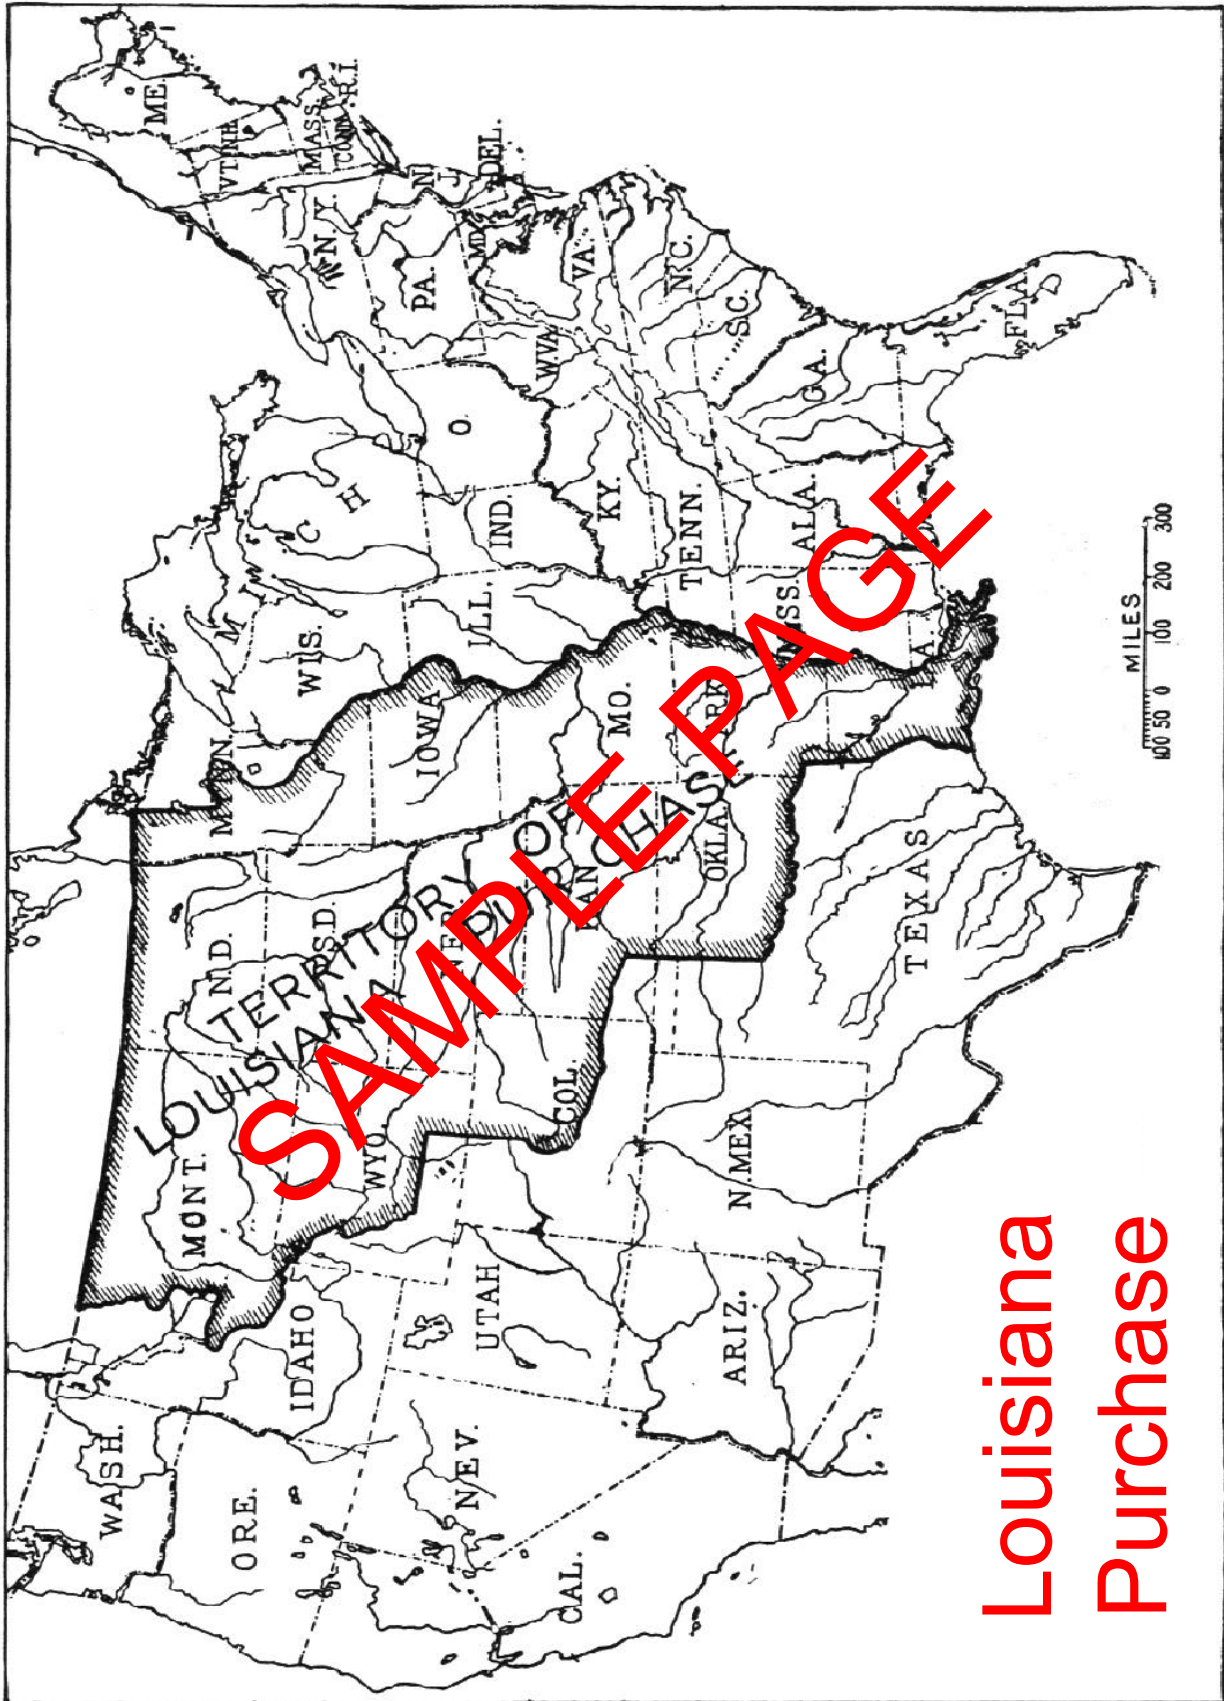 WASH.
ORE.
CAL.
NEV.
IDAHO
UTAH
ARIZ.
MONT.
WYO.
COL.
N.MEX.
N.D.
S.D.
NEB.
KAN
OKLA.
TEXAS
MINN.
IOWA
MO.
ARK.
LA.
WIS.
ILL.
MICH
IND.
O.
KY.
TENN.
MISS.
ALA.
GA.
FLA.
S.C.
N.C.
VA.
W.VA.
MD.
DEL.
PA.
N.J.
N.Y.
CONN.
R.I.
MASS.
VT.
N.H.
ME.
TERRITORY OF
LOUISIANA PURCHASE
SAMPLE PAGE
MILES
100 50 0 100 200 300
Louisiana
Purchase